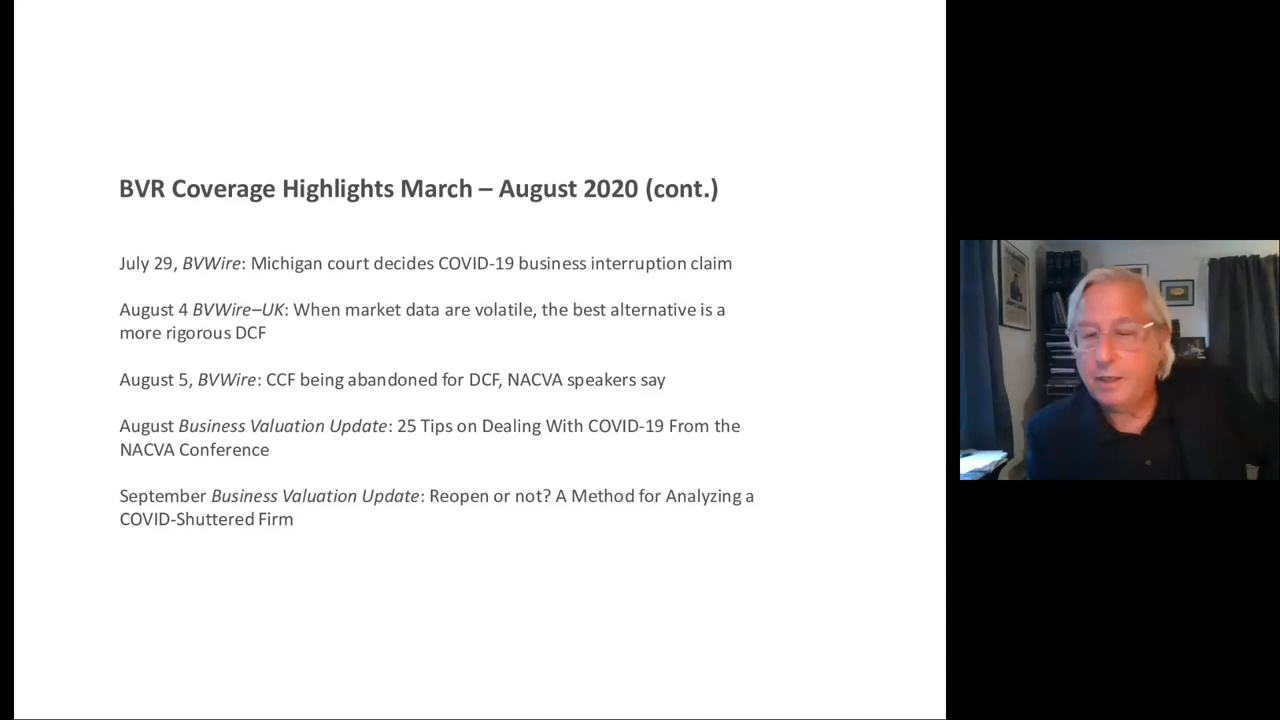 BVR Coverage Highlights March – August 2020 (cont.)
July 29, BVWire: Michigan court decides COVID-19 business interruption claim
August 4 BVWire–UK: When market data are volatile, the best alternative is a
more rigorous DCF
August 5, BVWire: CCF being abandoned for DCF, NACVA speakers say
August Business Valuation Update: 25 Tips on Dealing With COVID-19 From the
NACVA Conference
September Business Valuation Update: Reopen or not? A Method for Analyzing a
COVID-Shuttered Firm